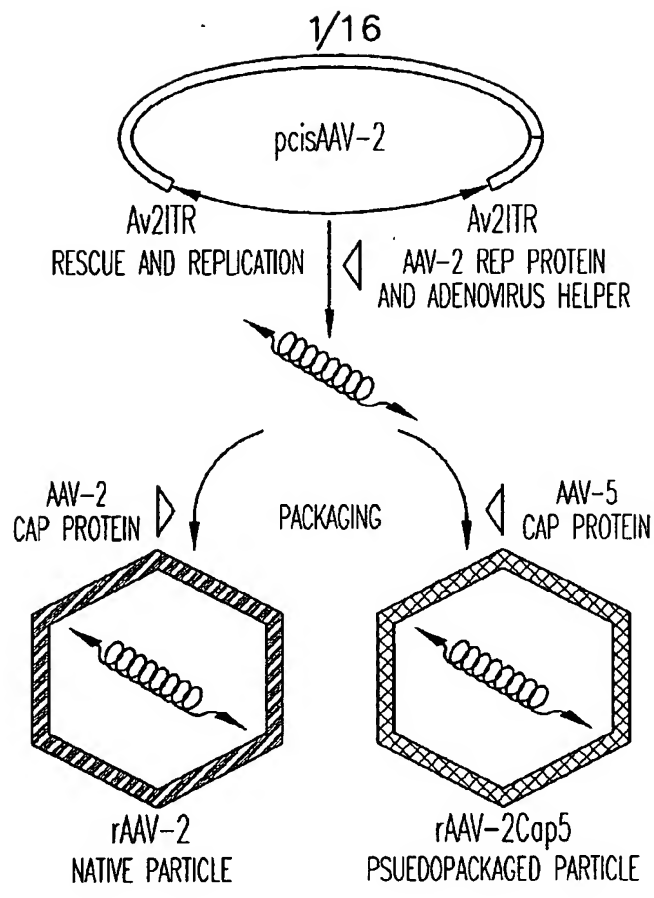 1/16
pcisAAV-2
Av2ITR
Av2ITR
RESCUE AND REPLICATION
AAV-2 REP PROTEIN
AND ADENOVIRUS HELPER
AAV-2
CAP PROTEIN
PACKAGING
AAV-5
CAP PROTEIN
rAAV-2
NATIVE PARTICLE
rAAV-2Cap5
PSUEDOPACKAGED PARTICLE